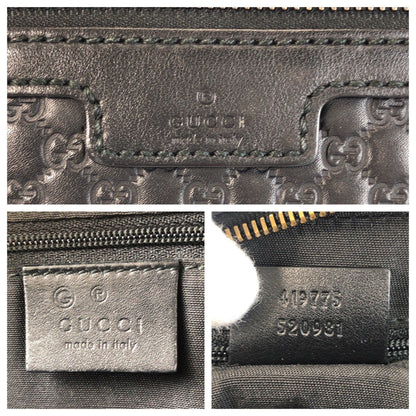 G
GUCCI
made in italy
G ®
GUCCI
made in italy
419775
520981